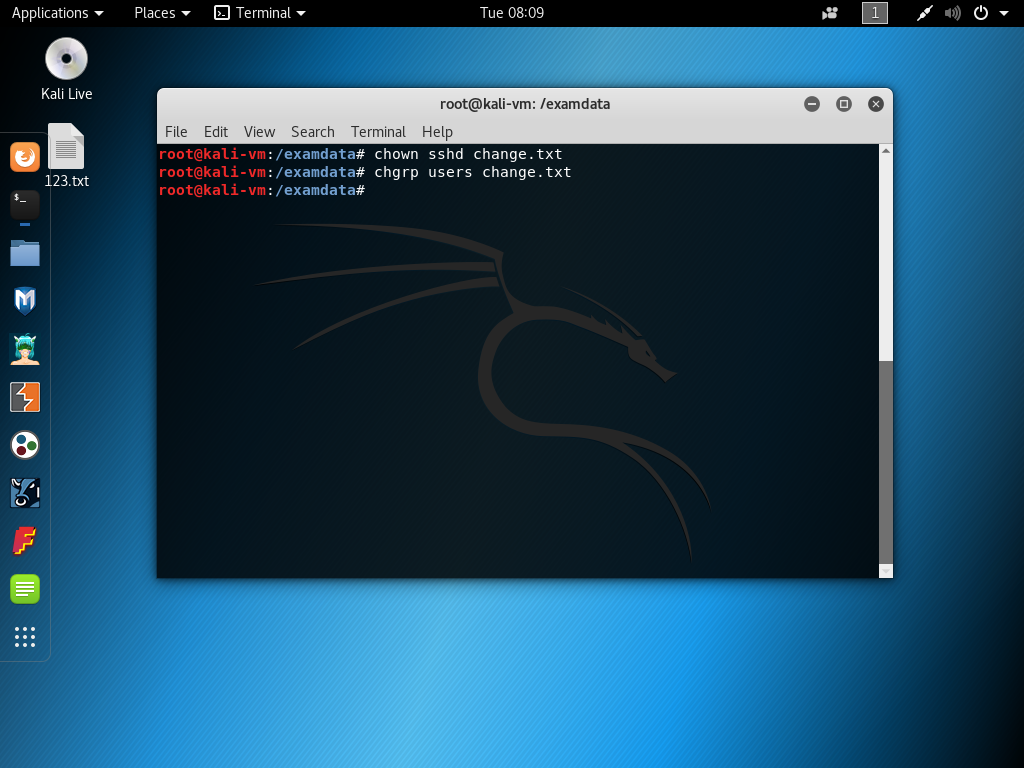 Applications Places Terminal Tue 08:09 1
Kali Live
123.txt
root@kali-vm: /examdata
File Edit View Search Terminal Help
root@kali-vm:/examdata# chown sshd change.txt
root@kali-vm:/examdata# chgrp users change.txt
root@kali-vm:/examdata#